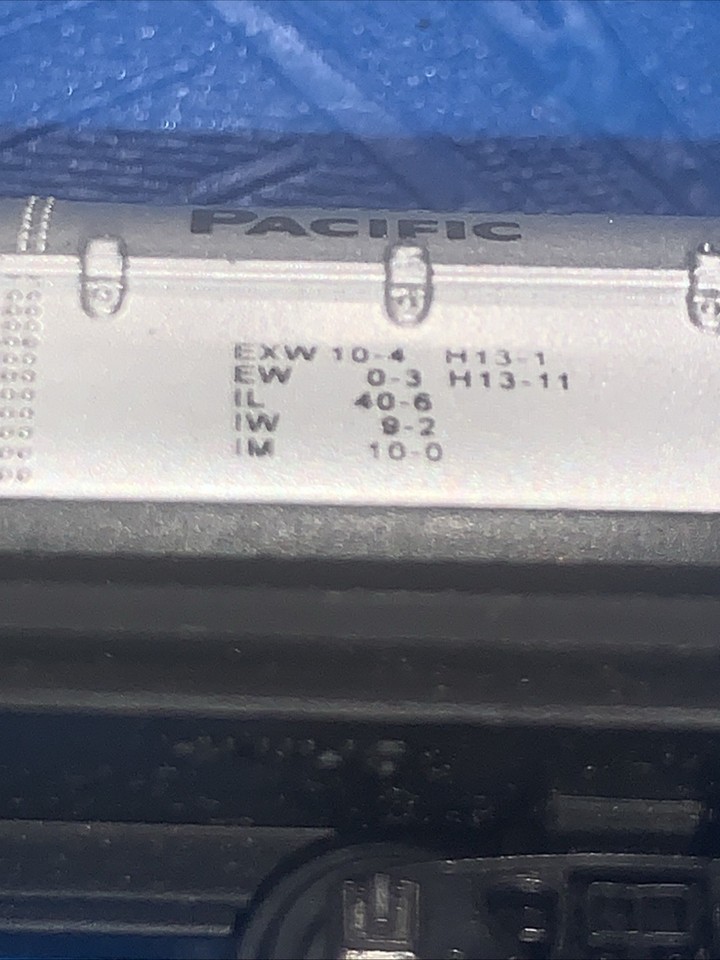 PACIFIC
EXW 10-4 H13-1
EW 0-3 H13-11
IL 40-6
IW 9-2
IM 10-0